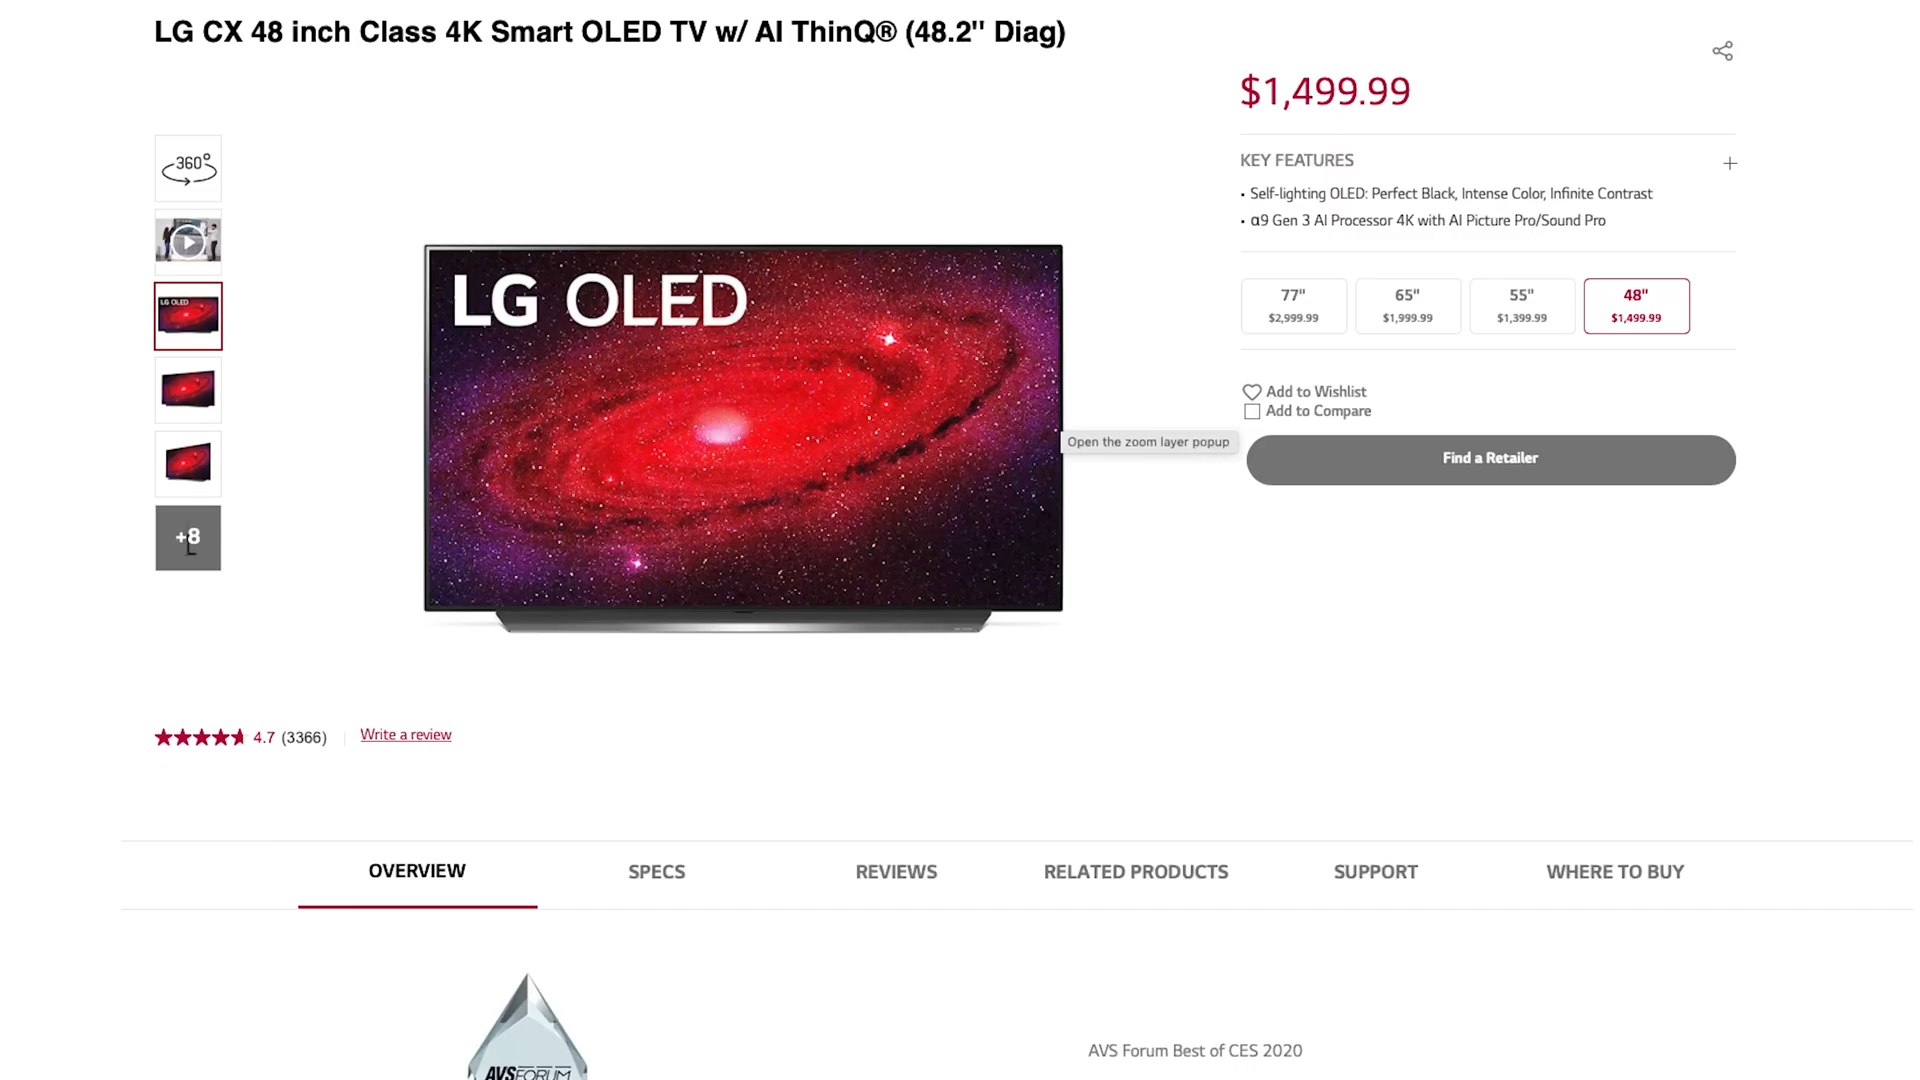 LG CX 48 inch Class 4K Smart OLED TV w/ AI ThinQ® (48.2'' Diag)
$1,499.99
360°
KEY FEATURES
• Self-lighting OLED: Perfect Black, Intense Color, Infinite Contrast
• α9 Gen 3 AI Processor 4K with AI Picture Pro/Sound Pro
LG OLED
LG OLED
77" 65" 55" 48"
$2,999.99 $1,999.99 $1,399.99 $1,499.99
Add to Wishlist
Add to Compare
Open the zoom layer popup
Find a Retailer
+8
4.7 (3366) Write a review
OVERVIEW SPECS REVIEWS RELATED PRODUCTS SUPPORT WHERE TO BUY
AVS Forum Best of CES 2020
AVSFORUM